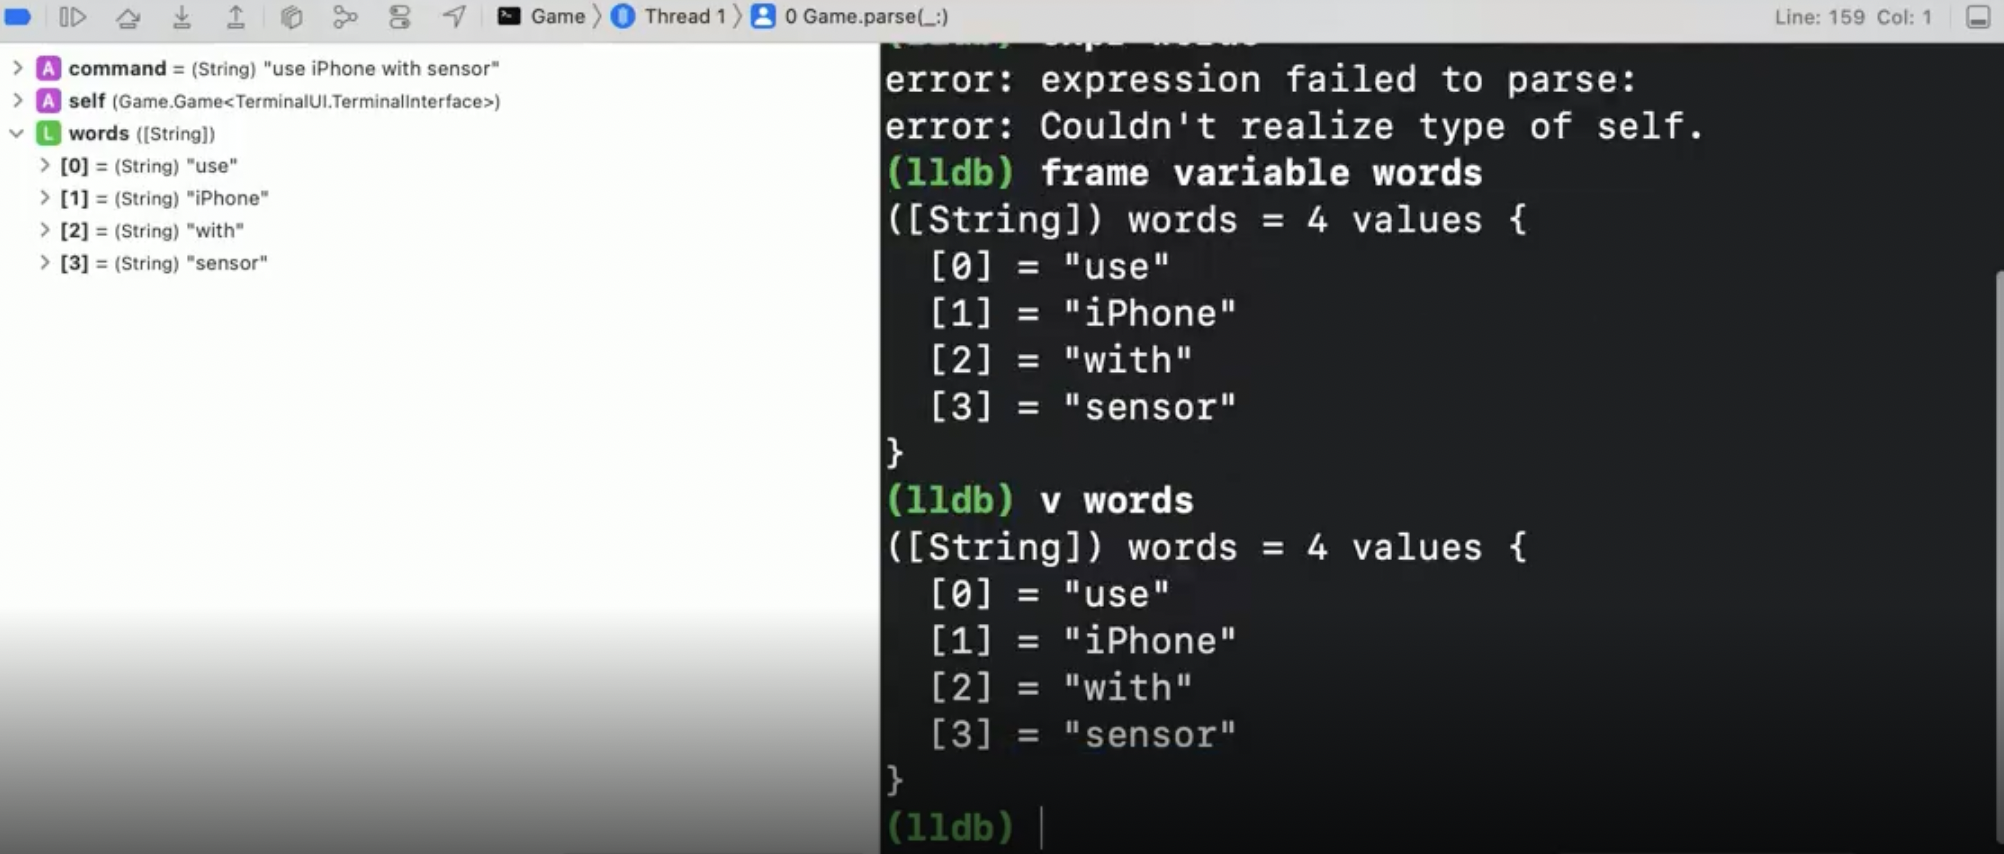 Game 〉 Thread 1 〉 0 Game.parse(_:)
Line: 159 Col: 1
A command = (String) "use iPhone with sensor"
A self (Game.Game<TerminalUI.TerminalInterface>)
L words ([String])
[0] = (String) "use"
[1] = (String) "iPhone"
[2] = (String) "with"
[3] = (String) "sensor"
error: expression failed to parse:
error: Couldn't realize type of self.
(lldb) frame variable words
([String]) words = 4 values {
[0] = "use"
[1] = "iPhone"
[2] = "with"
[3] = "sensor"
}
(lldb) v words
([String]) words = 4 values {
[0] = "use"
[1] = "iPhone"
[2] = "with"
[3] = "sensor"
}
(lldb)